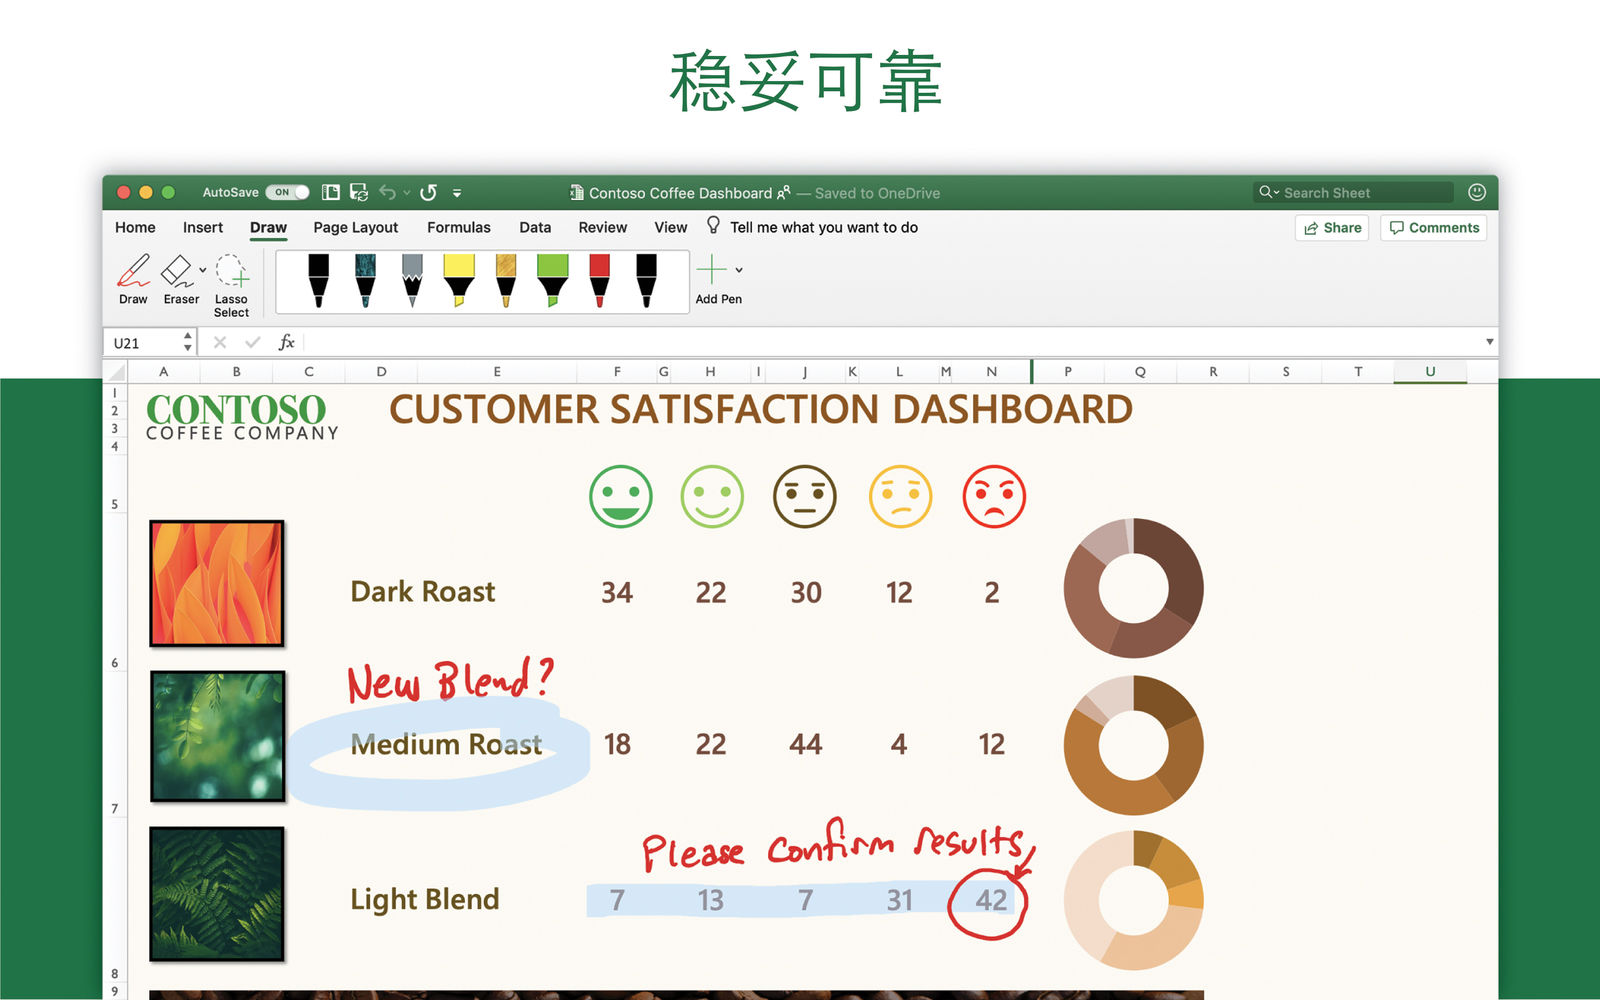 稳妥可靠
AutoSave ON Contoso Coffee Dashboard — Saved to OneDrive Search Sheet
Home Insert Draw Page Layout Formulas Data Review View Tell me what you want to do Share Comments
Draw Eraser Lasso Select Add Pen
U21 fx
A B C D E F G H I J K L M N P Q R S T U
1
2
3
4
5
6
7
8
9
CONTOSO
COFFEE COMPANY
CUSTOMER SATISFACTION DASHBOARD
Dark Roast 34 22 30 12 2
New Blend?
Medium Roast 18 22 44 4 12
Please confirm results,
Light Blend 7 13 7 31 42